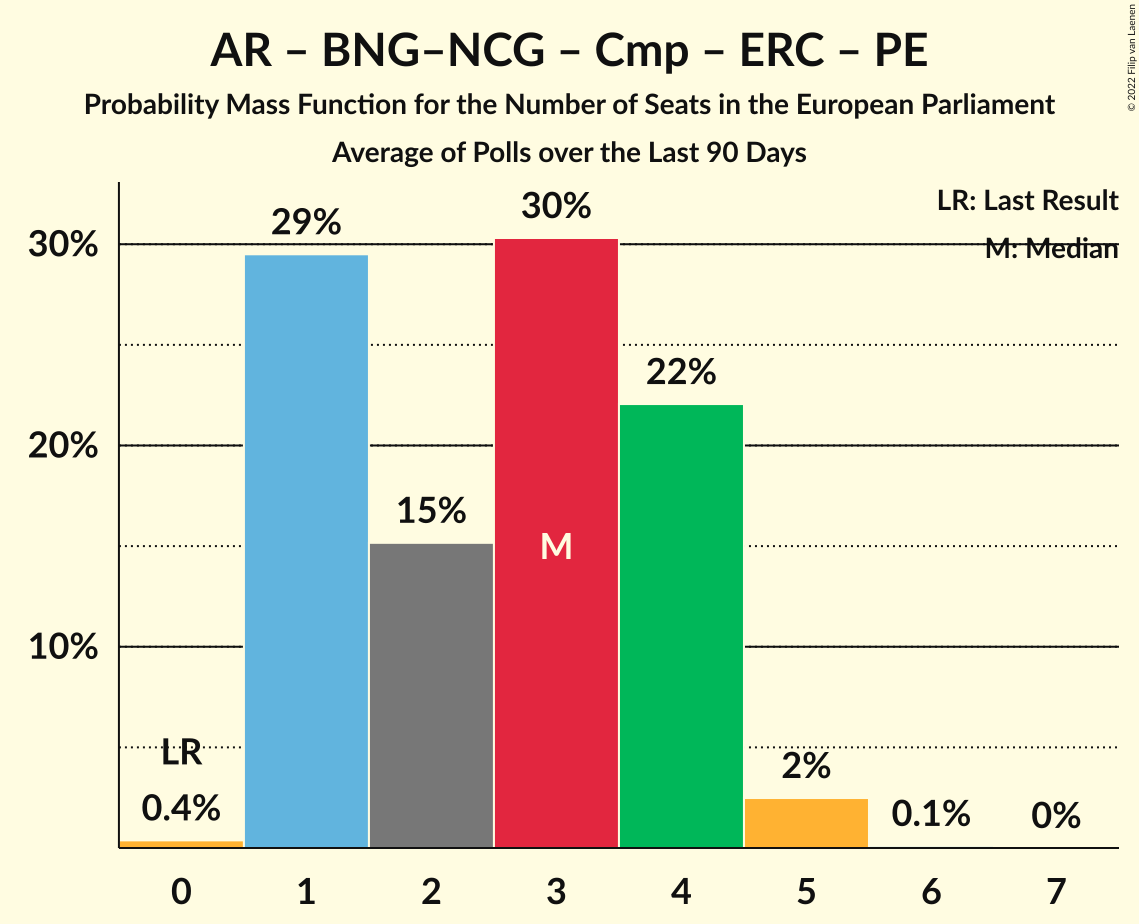 AR – BNG–NCG – Cmp – ERC – PE
Probability Mass Function for the Number of Seats in the European Parliament
Average of Polls over the Last 90 Days
© 2022 Filip van Laenen
LR: Last Result
M: Median
30%
20%
10%
LR
0.4%
29%
15%
30%
M
22%
2%
0.1%
0%
0 1 2 3 4 5 6 7